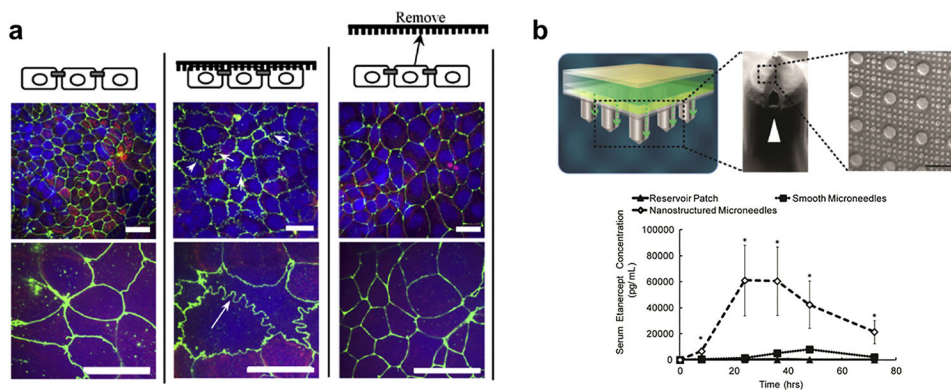 a
Remove
b
Reservoir Patch
Smooth Microneedles
Nanostructured Microneedles
Serum Etanercept Concentration
(pg/mL)
100000
80000
60000
40000
20000
0
*
*
*
*
*
0
20
40
60
80
Time (hrs)